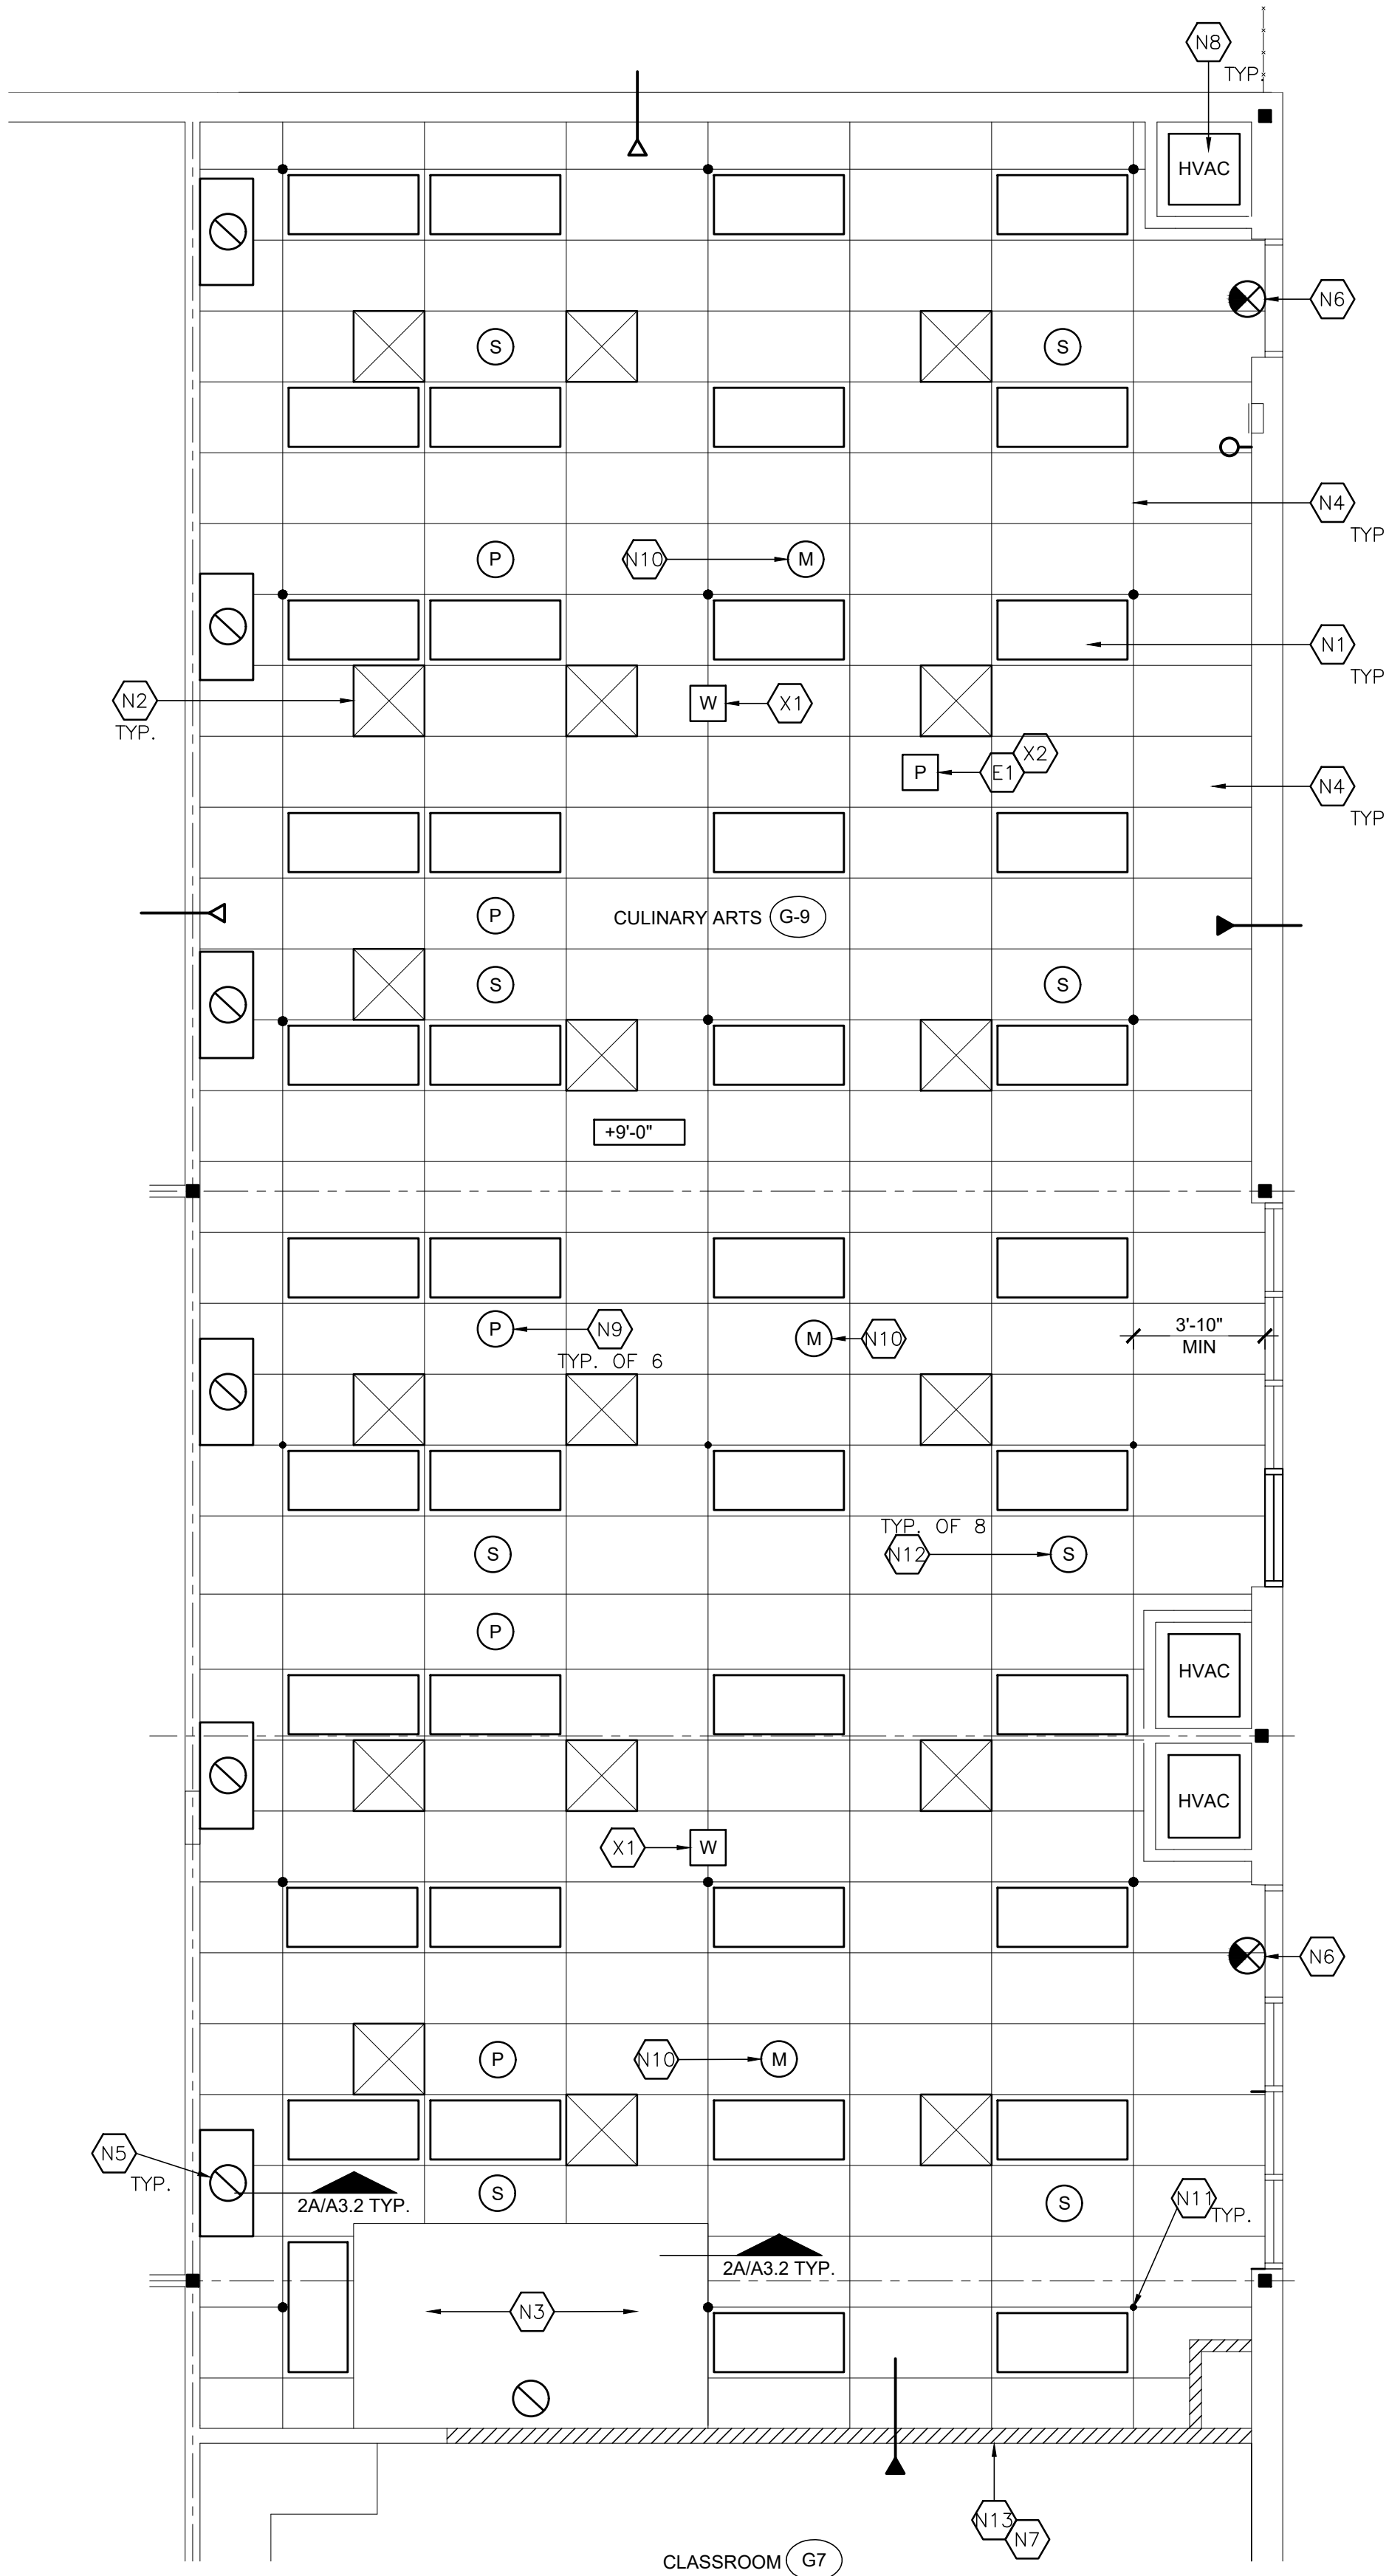 N8
TYP.
HVAC
N6
S
S
N4
TYP
P
N10
M
N1
TYP
N2
TYP.
W
X1
X2
P
E1
N4
TYP
P
CULINARY ARTS G-9
S
S
+9'-0"
P
N9
TYP. OF 6
M
N10
3'-10"
MIN
TYP. OF 8
S
N12
S
P
HVAC
HVAC
X1
W
N6
P
N10
M
N5
TYP.
2A/A3.2 TYP.
S
S
N11
TYP.
2A/A3.2 TYP.
N3
N13
N7
CLASSROOM G7